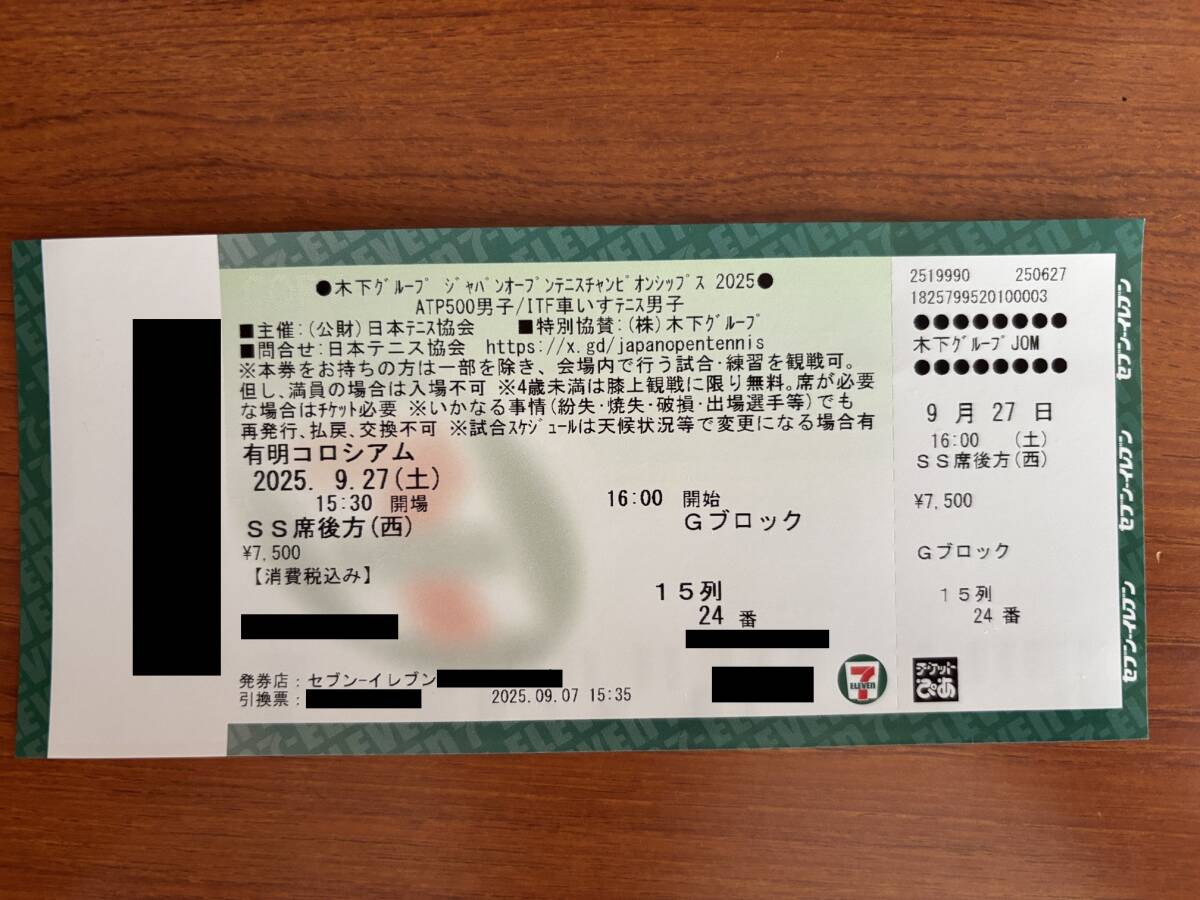 ●木下ｸﾞﾙｰﾌﾟ ｼﾞｬﾊﾟﾝｵｰﾌﾟﾝﾃﾆｽﾁｬﾝﾋﾟｵﾝｼｯﾌﾟｽ 2025●
ATP500男子/ITF車いすﾃﾆｽ男子
■主催：(公財)日本ﾃﾆｽ協会 ■特別協賛：(株)木下ｸﾞﾙｰﾌﾟ
■問合せ：日本テニス協会 https://x.gd/japanopentennis
※本券をお持ちの方は一部を除き、会場内で行う試合･練習を観戦可。
但し、満員の場合は入場不可 ※4歳未満は膝上観戦に限り無料。席が必要
な場合はﾁｹｯﾄ必要 ※いかなる事情(紛失･焼失･破損･出場選手等)でも
再発行、払戻、交換不可 ※試合ｽｹｼﾞｭｰﾙは天候状況等で変更になる場合有
有明コロシアム
2025. 9.27(土)
15:30 開場 16:00 開始
ＳＳ席後方(西) Ｇブロック
¥7,500
【消費税込み】
１５列
24 番
発券店：セブン-イレブン
引換票：
2025.09.07 15:35
7
ELEVEN
2519990 250627
1825799520100003
●●●●●●●●
木下ｸﾞﾙｰﾌﾟJOM
●●●●●●●●
9 月 27 日
16:00 (土)
ＳＳ席後方(西)
¥7,500
Ｇブロック
１５列
24 番
チケット
ぴあ
セブン-イレブン
セブン-イレブン
セブン-イレブン